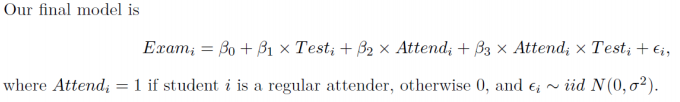 Our final model is
Exam_i = β_0 + β_1 × Test_i + β_2 × Attend_i + β_3 × Attend_i × Test_i + ϵ_i,
where Attend_i = 1 if student i is a regular attender, otherwise 0, and ϵ_i ∼ iid N(0, σ²).